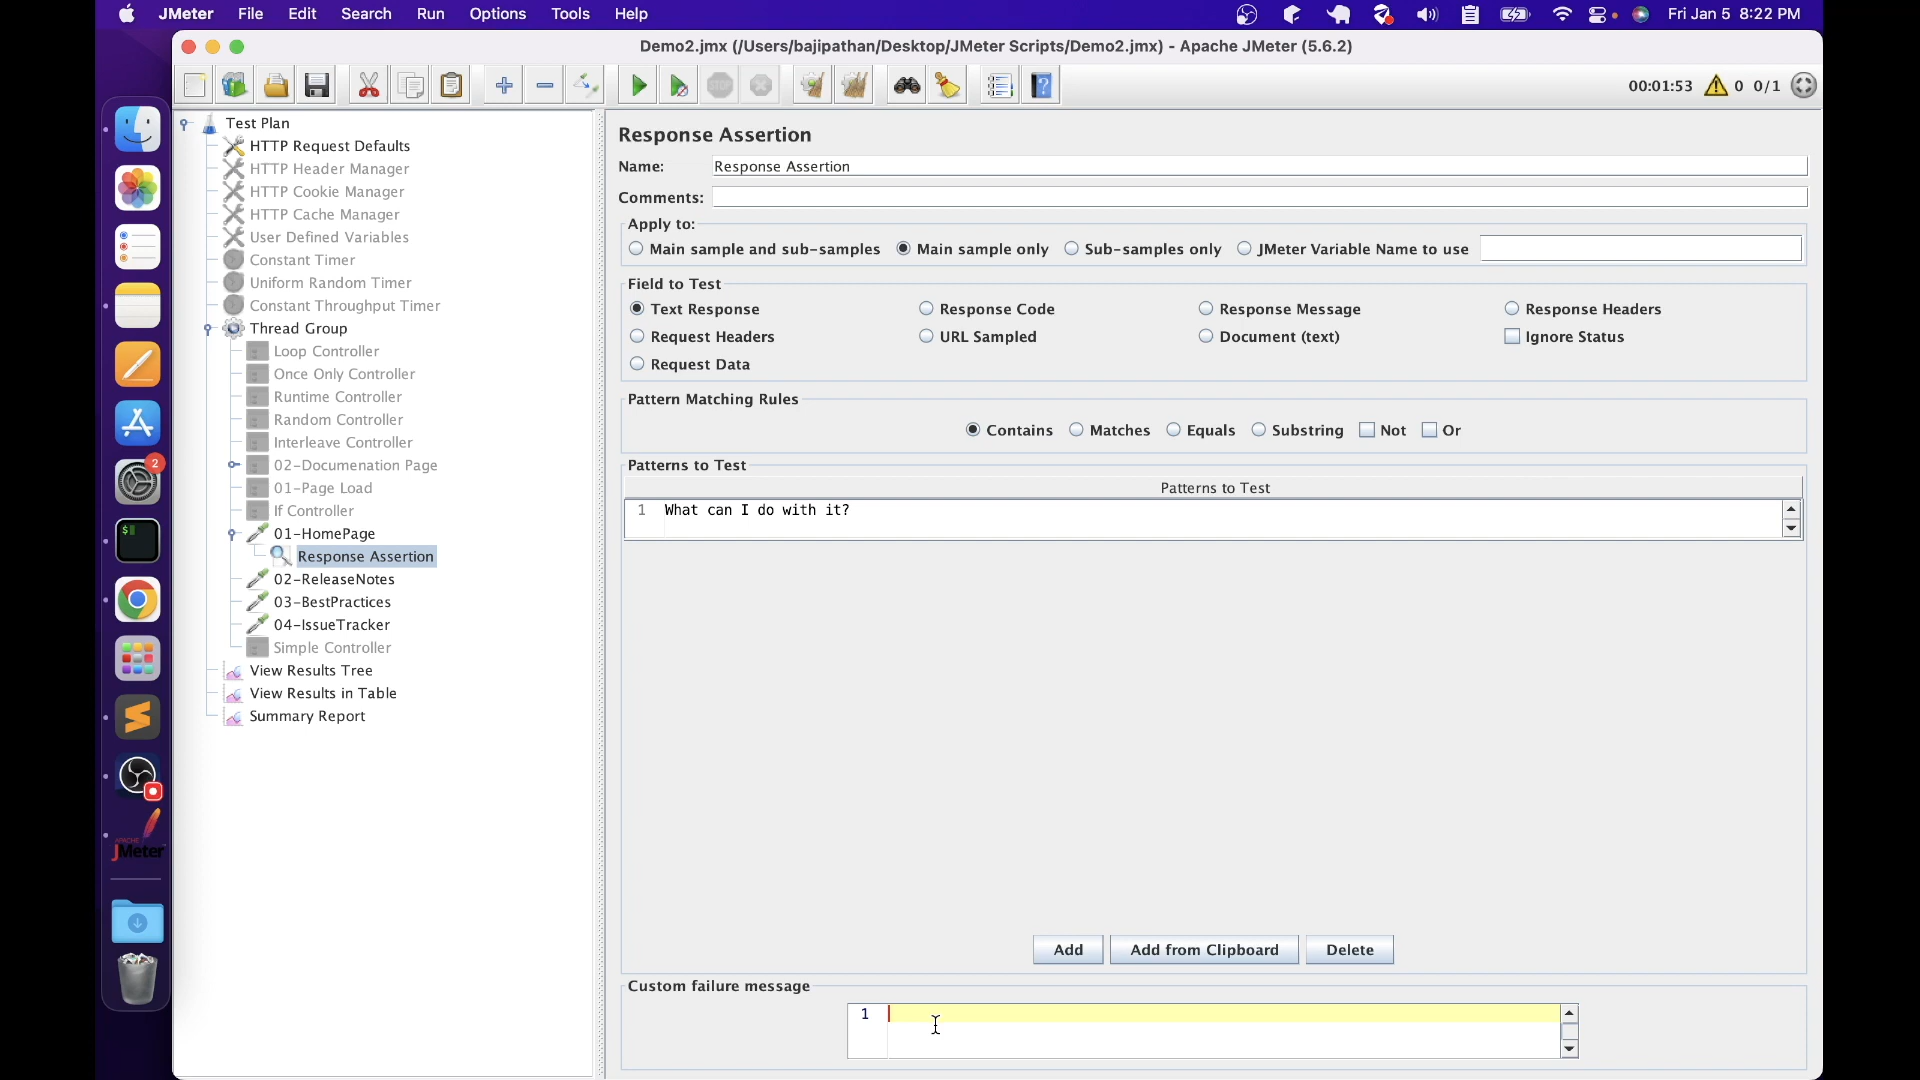 JMeter File Edit Search Run Options Tools Help Fri Jan 5 8:22 PM
Demo2.jmx (/Users/bajipathan/Desktop/JMeter Scripts/Demo2.jmx) - Apache JMeter (5.6.2)
STOP 00:01:53 0 0/1
Test Plan
HTTP Request Defaults
HTTP Header Manager
HTTP Cookie Manager
HTTP Cache Manager
User Defined Variables
Constant Timer
Uniform Random Timer
Constant Throughput Timer
Thread Group
Loop Controller
Once Only Controller
Runtime Controller
Random Controller
Interleave Controller
02-Documenation Page
01-Page Load
If Controller
01-HomePage
Response Assertion
02-ReleaseNotes
03-BestPractices
04-IssueTracker
Simple Controller
View Results Tree
View Results in Table
Summary Report
Response Assertion
Name: Response Assertion
Comments:
Apply to:
Main sample and sub-samples Main sample only Sub-samples only JMeter Variable Name to use
Field to Test
Text Response Response Code Response Message Response Headers
Request Headers URL Sampled Document (text) Ignore Status
Request Data
Pattern Matching Rules
Contains Matches Equals Substring Not Or
Patterns to Test
Patterns to Test
1 What can I do with it?
Add Add from Clipboard Delete
Custom failure message
1
2
$
APACHE
JMeter